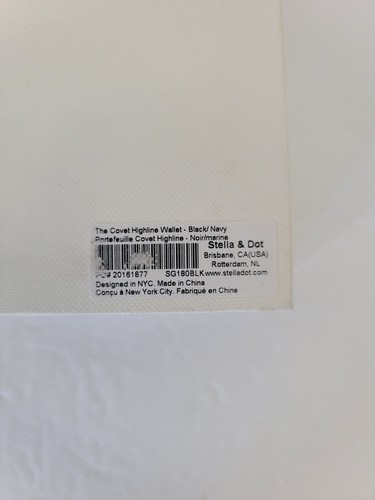 The Covet Highline Wallet - Black/ Navy
Portefeuille Covet Highline - Noir/marine
Stella & Dot
Brisbane, CA(USA)
Rotterdam, NL
PO# 20161877 SG180BLK www.stelladot.com
Designed in NYC. Made in China
Conçu à New York City. Fabriqué en Chine